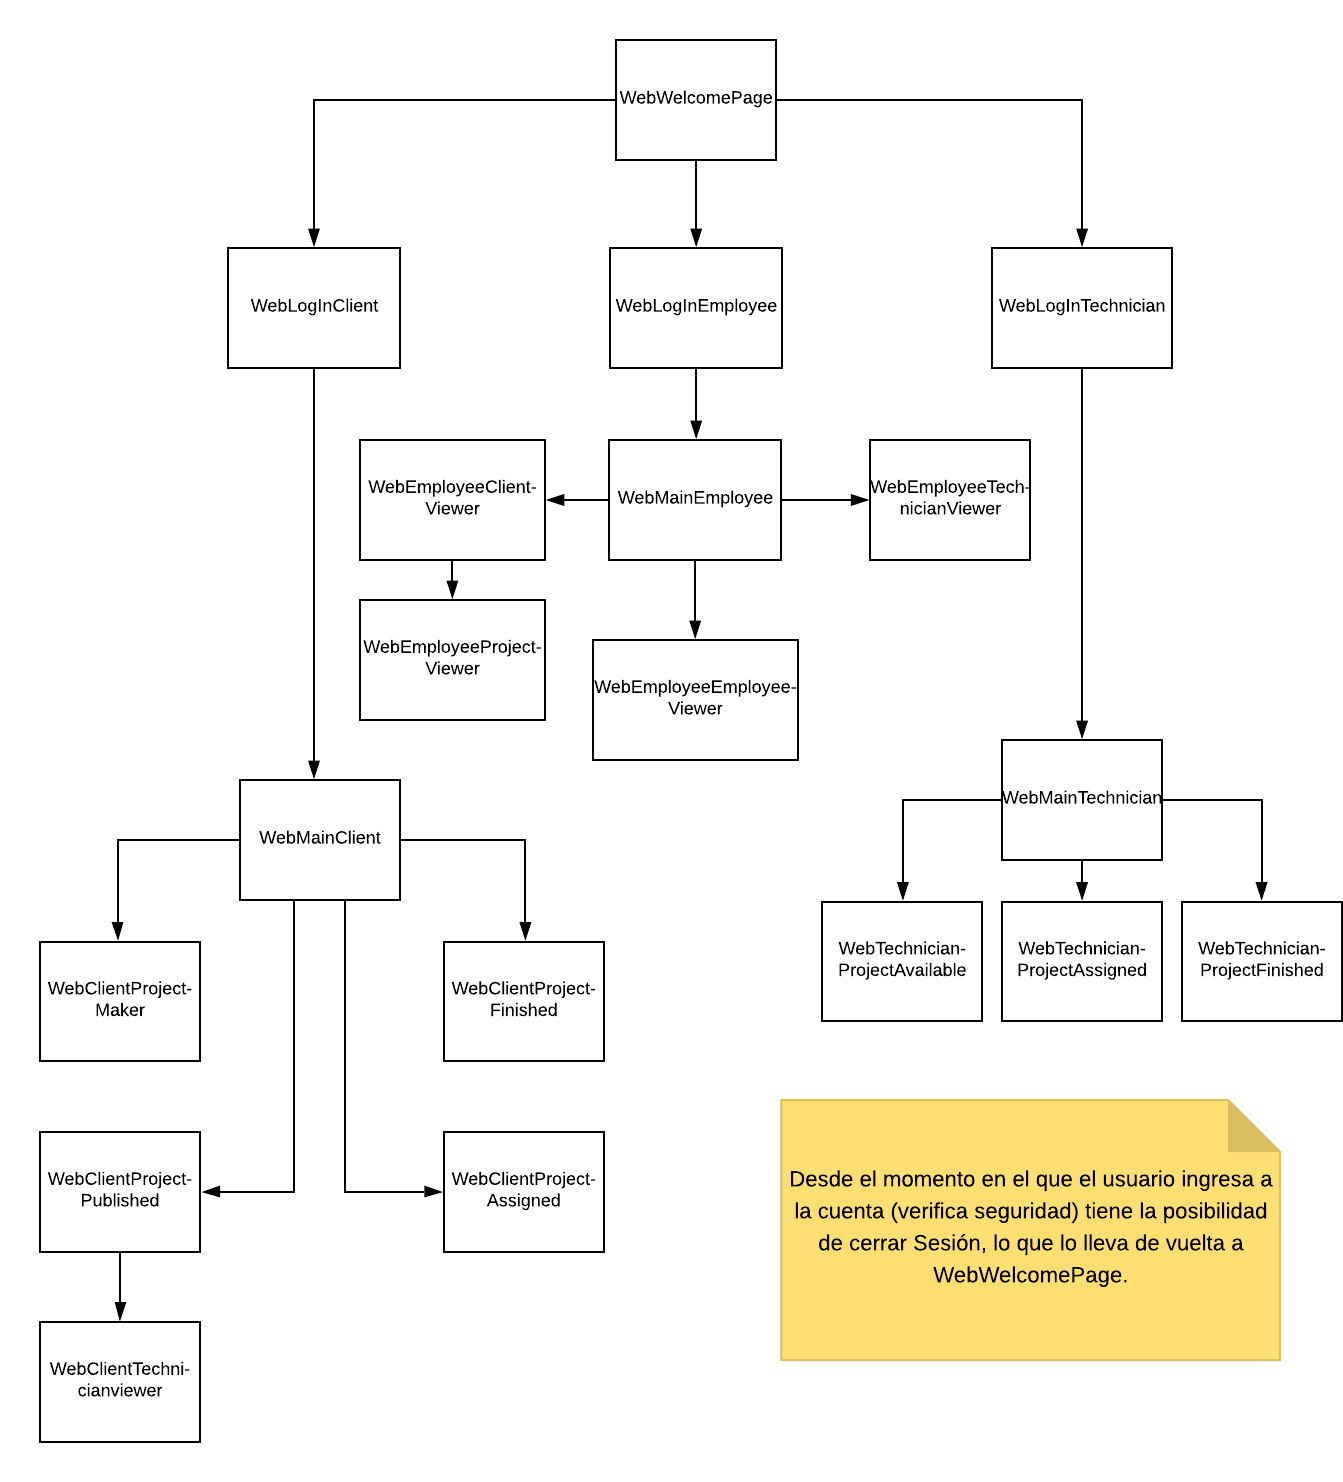 WebWelcomePage
WebLogInClient
WebLogInEmployee
WebLogInTechnician
WebEmployeeClient-
Viewer
WebMainEmployee
WebEmployeeTech-
nicianViewer
WebEmployeeProject-
Viewer
WebEmployeeEmployee-
Viewer
WebMainClient
WebMainTechnician
WebClientProject-
Maker
WebClientProject-
Finished
WebTechnician-
ProjectAvailable
WebTechnician-
ProjectAssigned
WebTechnician-
ProjectFinished
WebClientProject-
Published
WebClientProject-
Assigned
WebClientTechni-
cianviewer
Desde el momento en el que el usuario ingresa a
la cuenta (verifica seguridad) tiene la posibilidad
de cerrar Sesión, lo que lo lleva de vuelta a
WebWelcomePage.